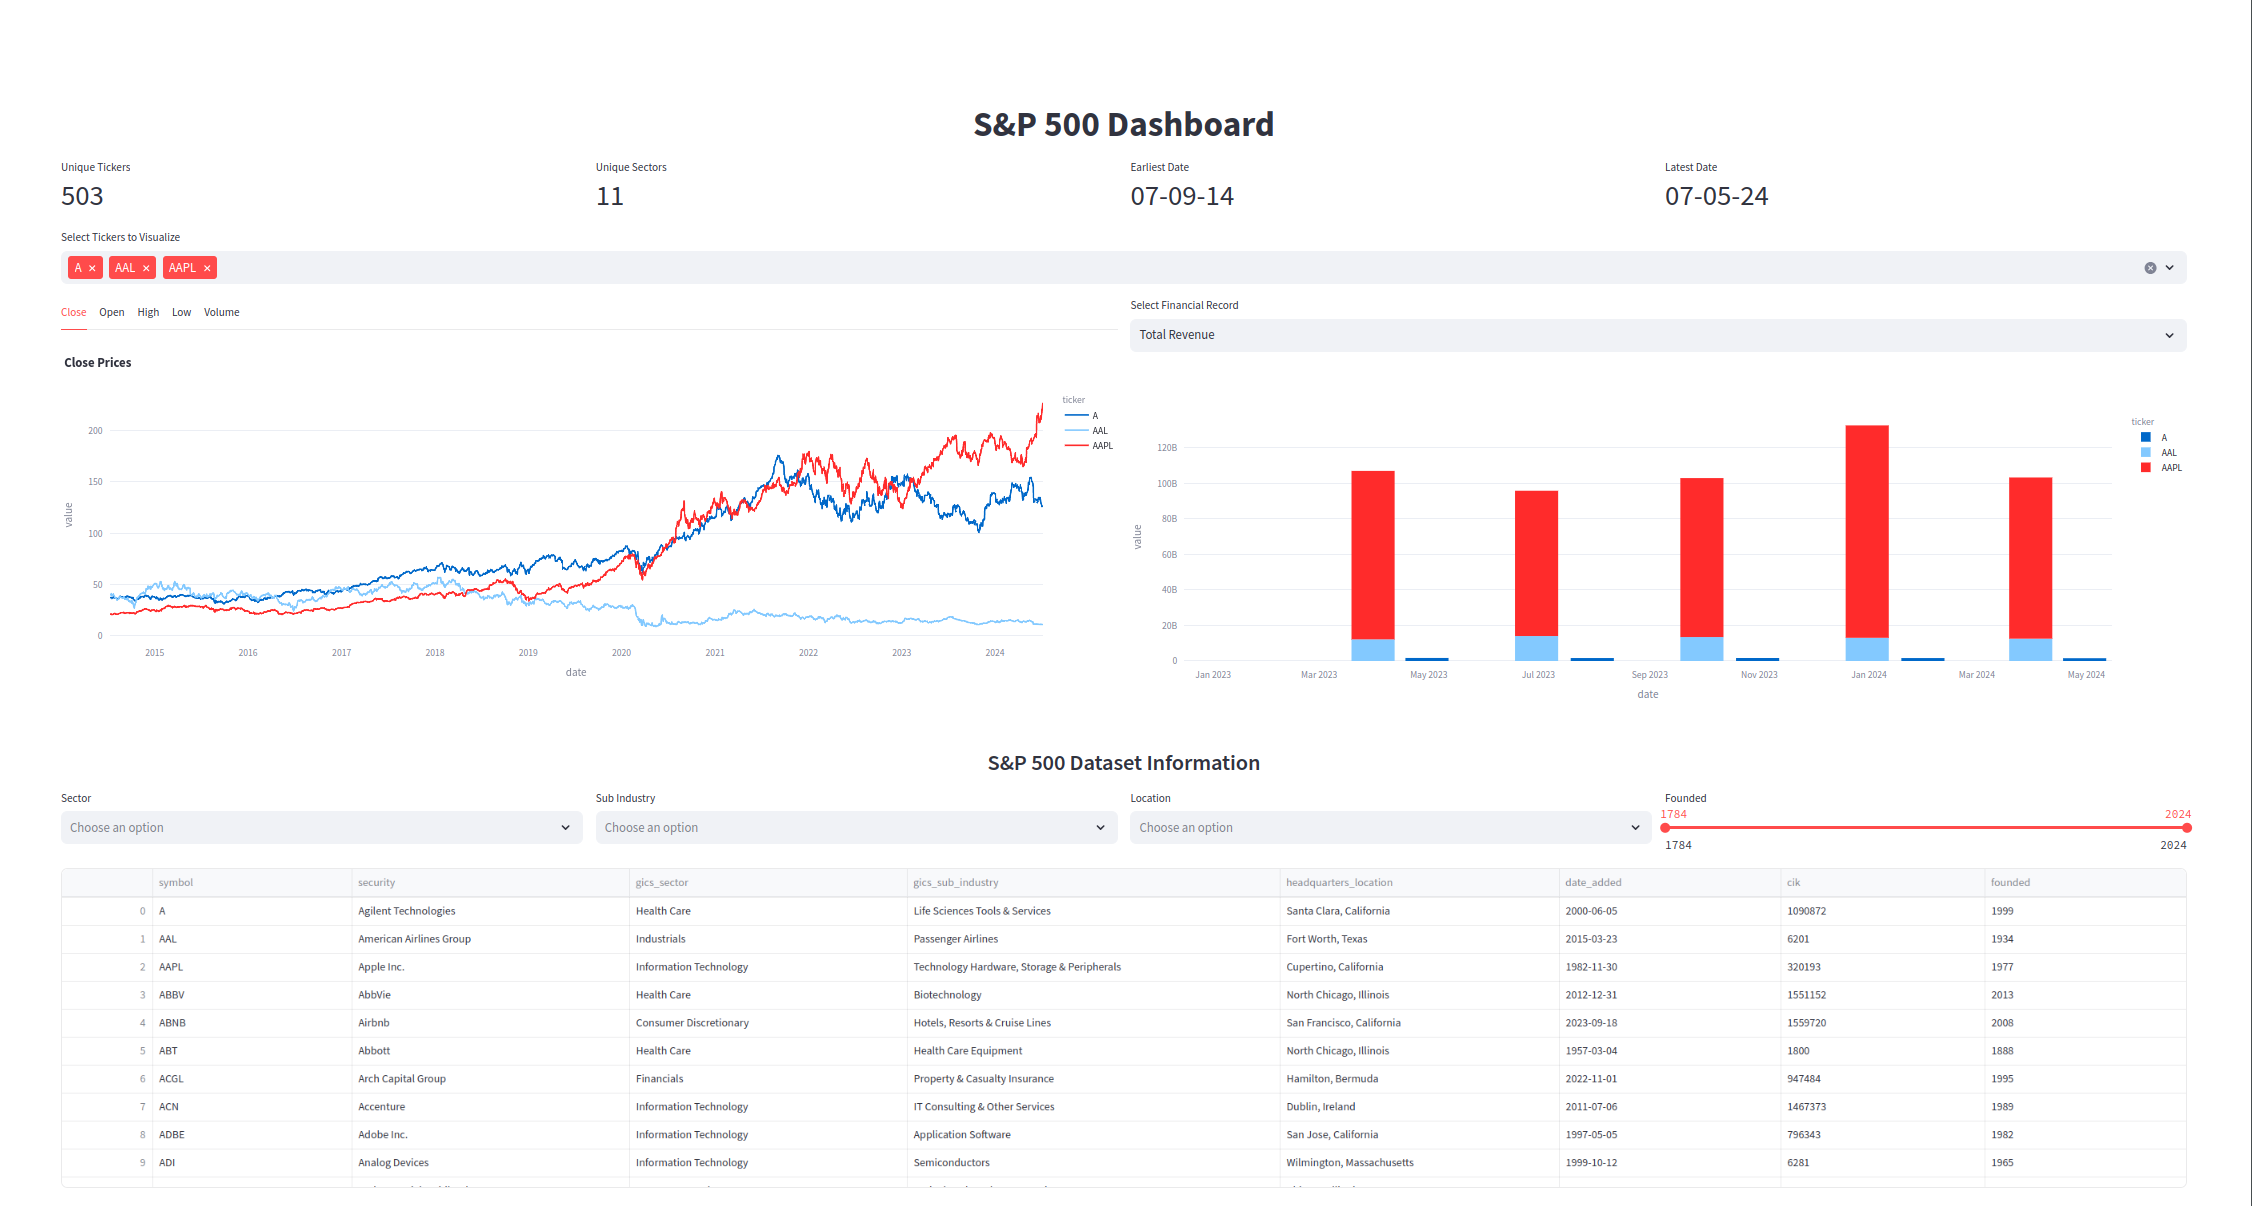 S&P 500 Dashboard
Unique Tickers Unique Sectors Earliest Date Latest Date
503 11 07-09-14 07-05-24
Select Tickers to Visualize
A × AAL × AAPL ×
Close Open High Low Volume
Close Prices
ticker
A
AAL
AAPL
200
150
100
50
0
value
2015 2016 2017 2018 2019 2020 2021 2022 2023 2024
date
Select Financial Record
Total Revenue
ticker
A
AAL
AAPL
120B
100B
80B
60B
40B
20B
0
value
Jan 2023 Mar 2023 May 2023 Jul 2023 Sep 2023 Nov 2023 Jan 2024 Mar 2024 May 2024
date
S&P 500 Dataset Information
Sector Sub Industry Location Founded
1784 2024
Choose an option Choose an option Choose an option
1784 2024
symbol security gics_sector gics_sub_industry headquarters_location date_added cik founded
0 A Agilent Technologies Health Care Life Sciences Tools & Services Santa Clara, California 2000-06-05 1090872 1999
1 AAL American Airlines Group Industrials Passenger Airlines Fort Worth, Texas 2015-03-23 6201 1934
2 AAPL Apple Inc. Information Technology Technology Hardware, Storage & Peripherals Cupertino, California 1982-11-30 320193 1977
3 ABBV AbbVie Health Care Biotechnology North Chicago, Illinois 2012-12-31 1551152 2013
4 ABNB Airbnb Consumer Discretionary Hotels, Resorts & Cruise Lines San Francisco, California 2023-09-18 1559720 2008
5 ABT Abbott Health Care Health Care Equipment North Chicago, Illinois 1957-03-04 1800 1888
6 ACGL Arch Capital Group Financials Property & Casualty Insurance Hamilton, Bermuda 2022-11-01 947484 1995
7 ACN Accenture Information Technology IT Consulting & Other Services Dublin, Ireland 2011-07-06 1467373 1989
8 ADBE Adobe Inc. Information Technology Application Software San Jose, California 1997-05-05 796343 1982
9 ADI Analog Devices Information Technology Semiconductors Wilmington, Massachusetts 1999-10-12 6281 1965